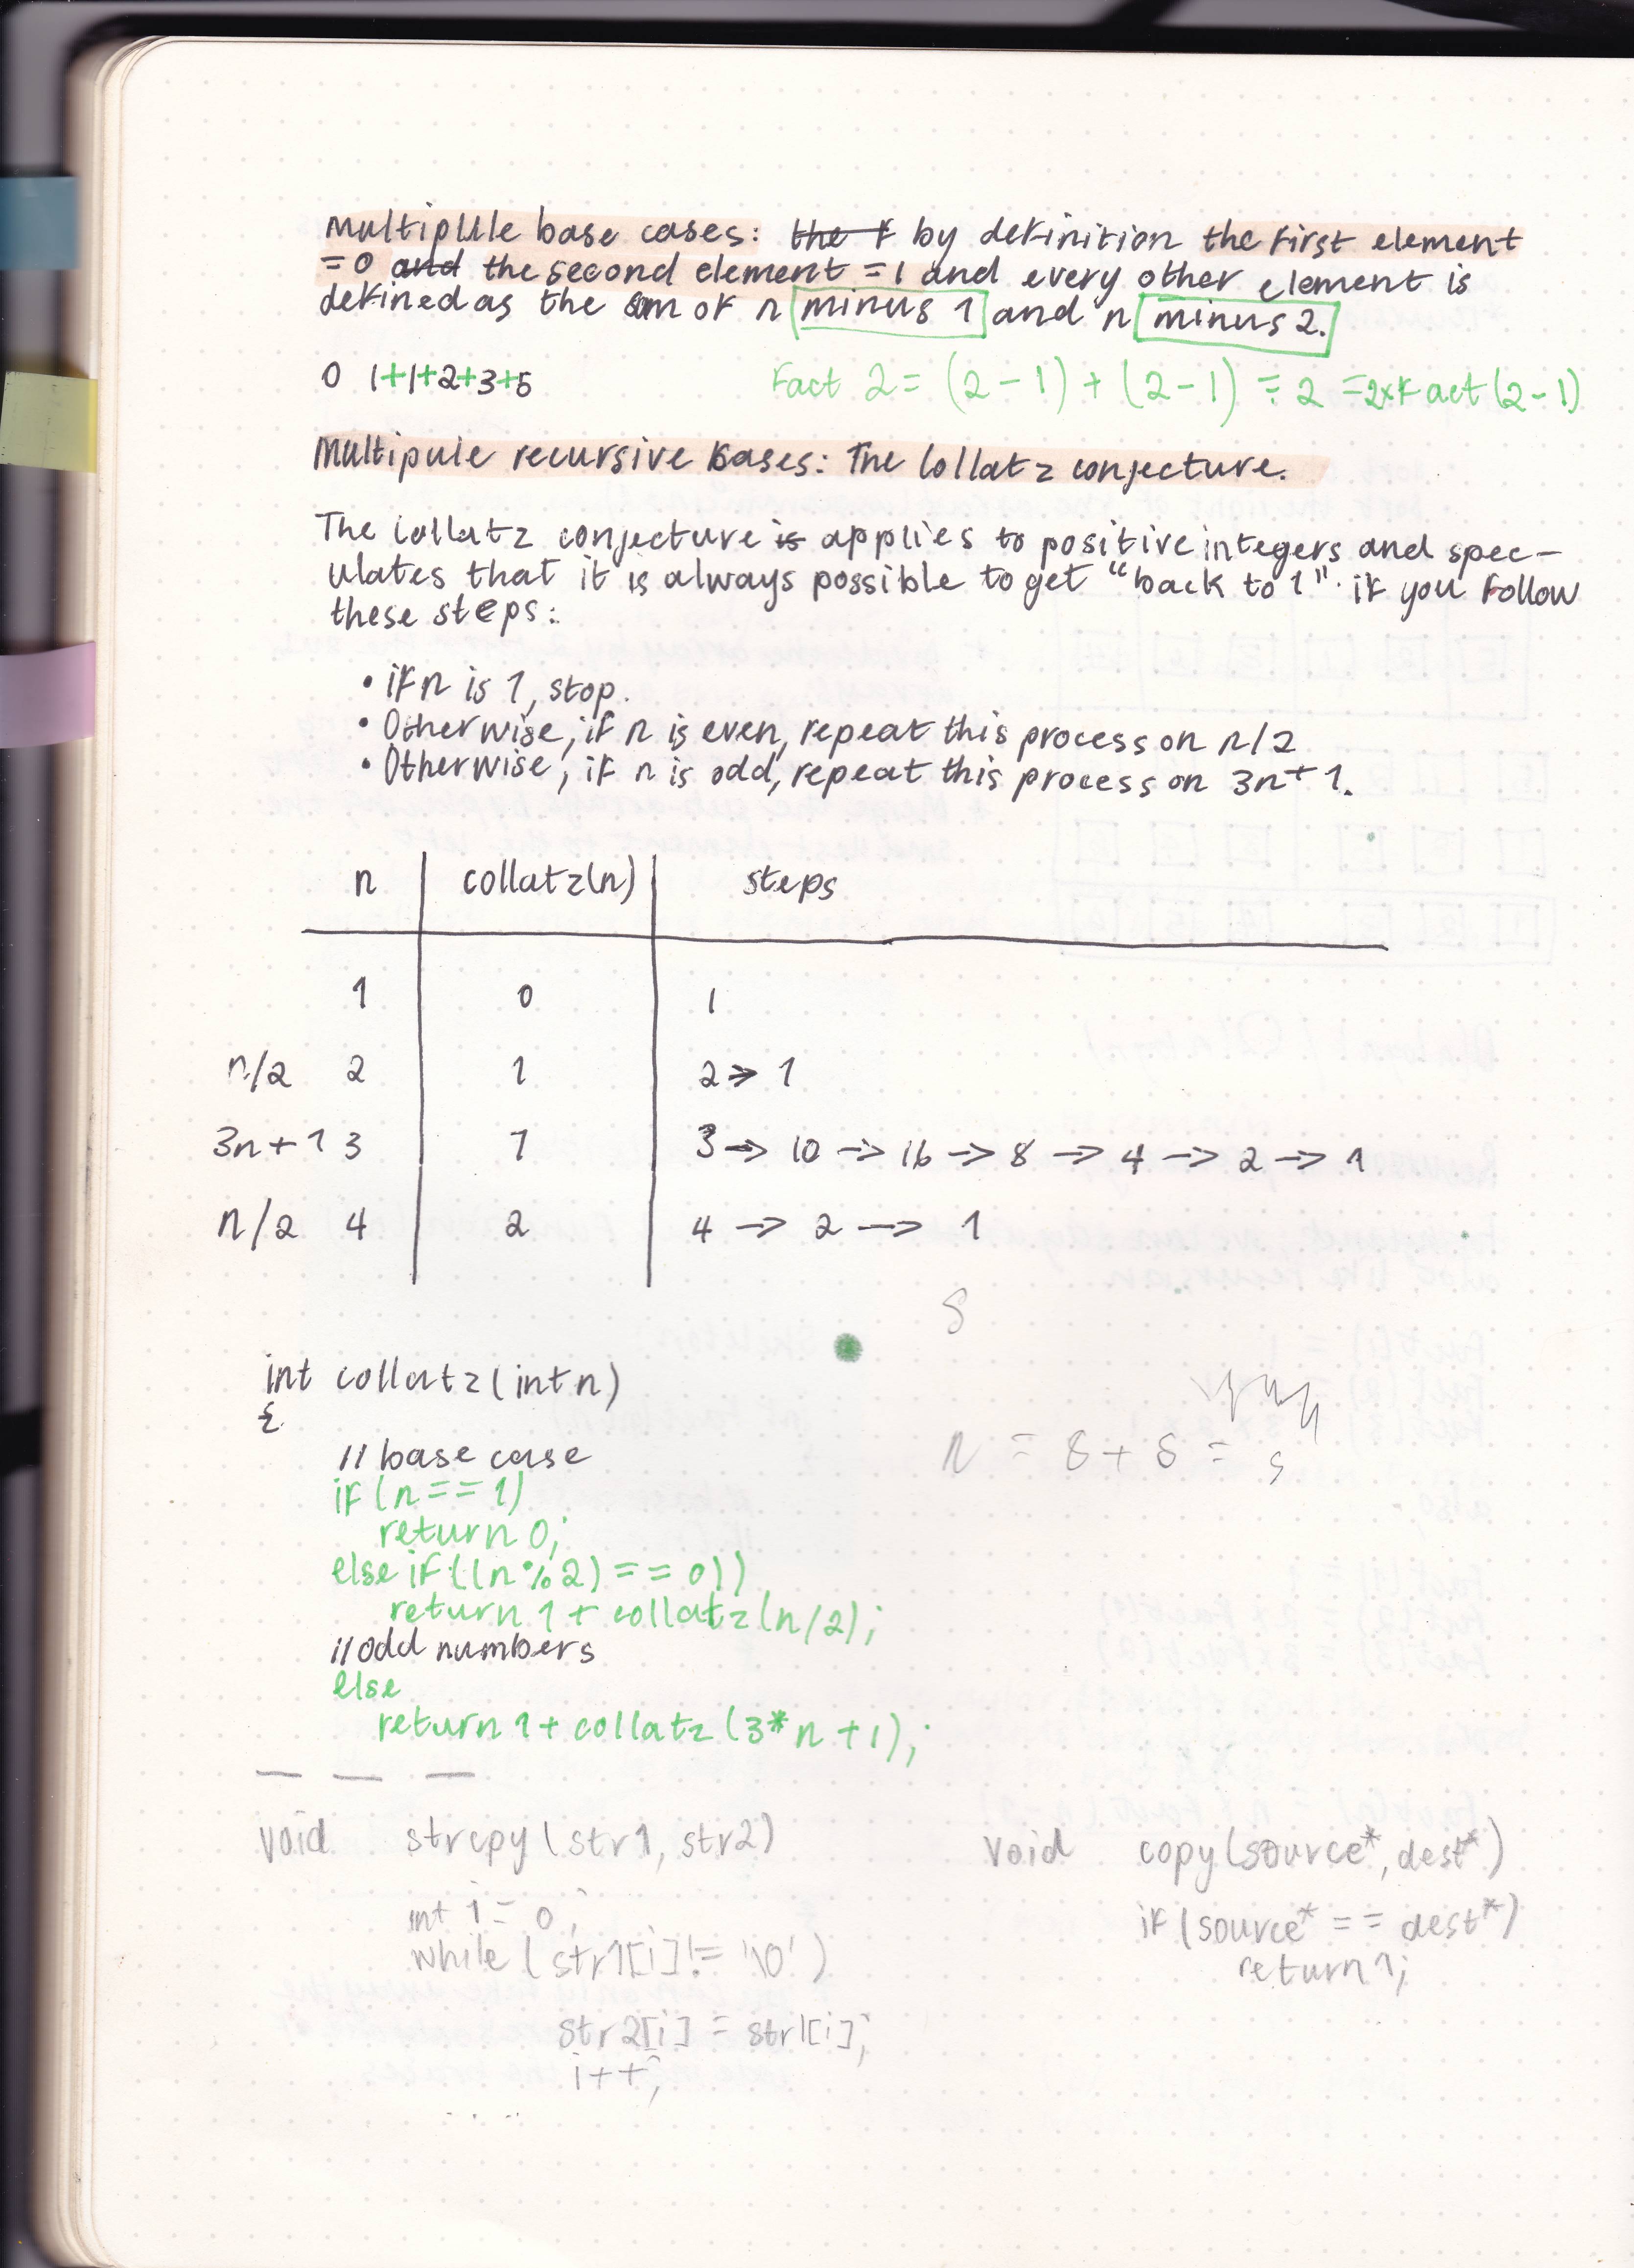 Multiplule base cases: the f by definition the first element
= 0 and the second element = 1 and every other element is
defined as the sum of n minus 1 and n minus 2.
0 1+1+2+3+5
Fact 2 = (2-1) + (2-1) = 2 = 2xFact(2-1)
Multipule recursive cases: The Collatz conjecture.
The Collatz conjecture is applies to positive integers and spec-
ulates that it is always possible to get "back to 1" if you follow
these steps:
• if n is 1, stop.
• Otherwise, if n is even, repeat this process on n/2
• Otherwise, if n is odd, repeat this process on 3n+1.
n collatz(n) steps
1 0 1
n/2 2 1 2 → 1
3n+1 3 7 3 → 10 → 16 → 8 → 4 → 2 → 1
n/2 4 2 4 → 2 → 1
8
int collatz(int n)
{
// base case
if (n == 1)
return 0;
else if ((n % 2) == 0))
return 1 + collatz(n/2);
// odd numbers
else
return 1 + collatz(3*n+1);
n = 8 + 8 =
— — —
void strcpy(str1, str2)
int i = 0;
while (str1[i] != '\0')
str2[i] = str1[i];
i++;
void copy(source*, dest*)
if (source* == dest*)
return 1;